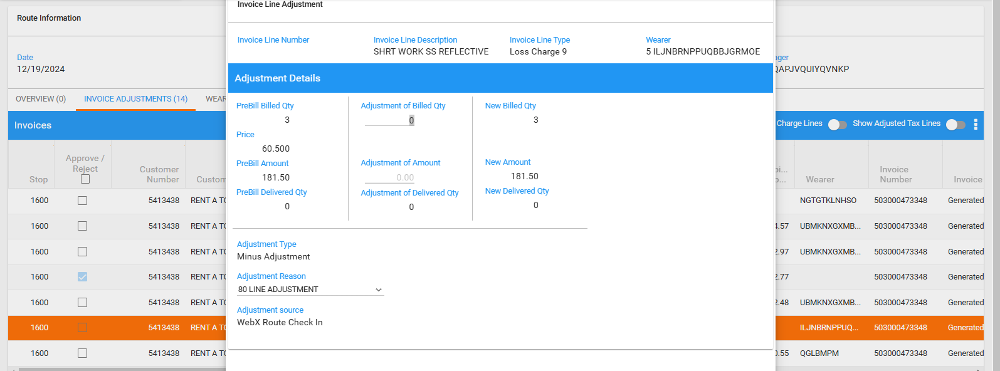 Invoice Line Adjustment
Route Information
Invoice Line Number
Invoice Line Description
SHRT WORK SS REFLECTIVE
Invoice Line Type
Loss Charge 9
Wearer
5 ILJNBRNPPUQBBJGRMOE
Date
12/19/2024
ager
QAPJVQUIYQVNKP
Adjustment Details
OVERVIEW (0)
INVOICE ADJUSTMENTS (14)
WEAR
Invoices
Charge Lines
Show Adjusted Tax Lines
PreBill Billed Qty
3
Adjustment of Billed Qty
0
New Billed Qty
3
Price
60.500
PreBill Amount
181.50
Adjustment of Amount
0.00
New Amount
181.50
PreBill Delivered Qty
0
Adjustment of Delivered Qty
0
New Delivered Qty
0
Adjustment Type
Minus Adjustment
Adjustment Reason
80 LINE ADJUSTMENT
Adjustment source
WebX Route Check In
Stop
Approve /
Reject
Customer
Number
Custom
Wearer
Invoice
Number
Invoice
1600 5413438 RENT A TO NGTGTKLNHSO 503000473348 Generated
1600 5413438 RENT A TO 4.57 UBMKNXGXMB... 503000473348 Generated
1600 5413438 RENT A TO 2.97 UBMKNXGXMB... 503000473348 Generated
1600 5413438 RENT A TO 2.77 503000473348 Generated
1600 5413438 RENT A TO 2.48 UBMKNXGXMB... 503000473348 Generated
1600 5413438 RENT A TO ILJNBRNPPUQ... 503000473348 Generated
1600 5413438 RENT A TO 0.55 QGLBMPM 503000473348 Generated